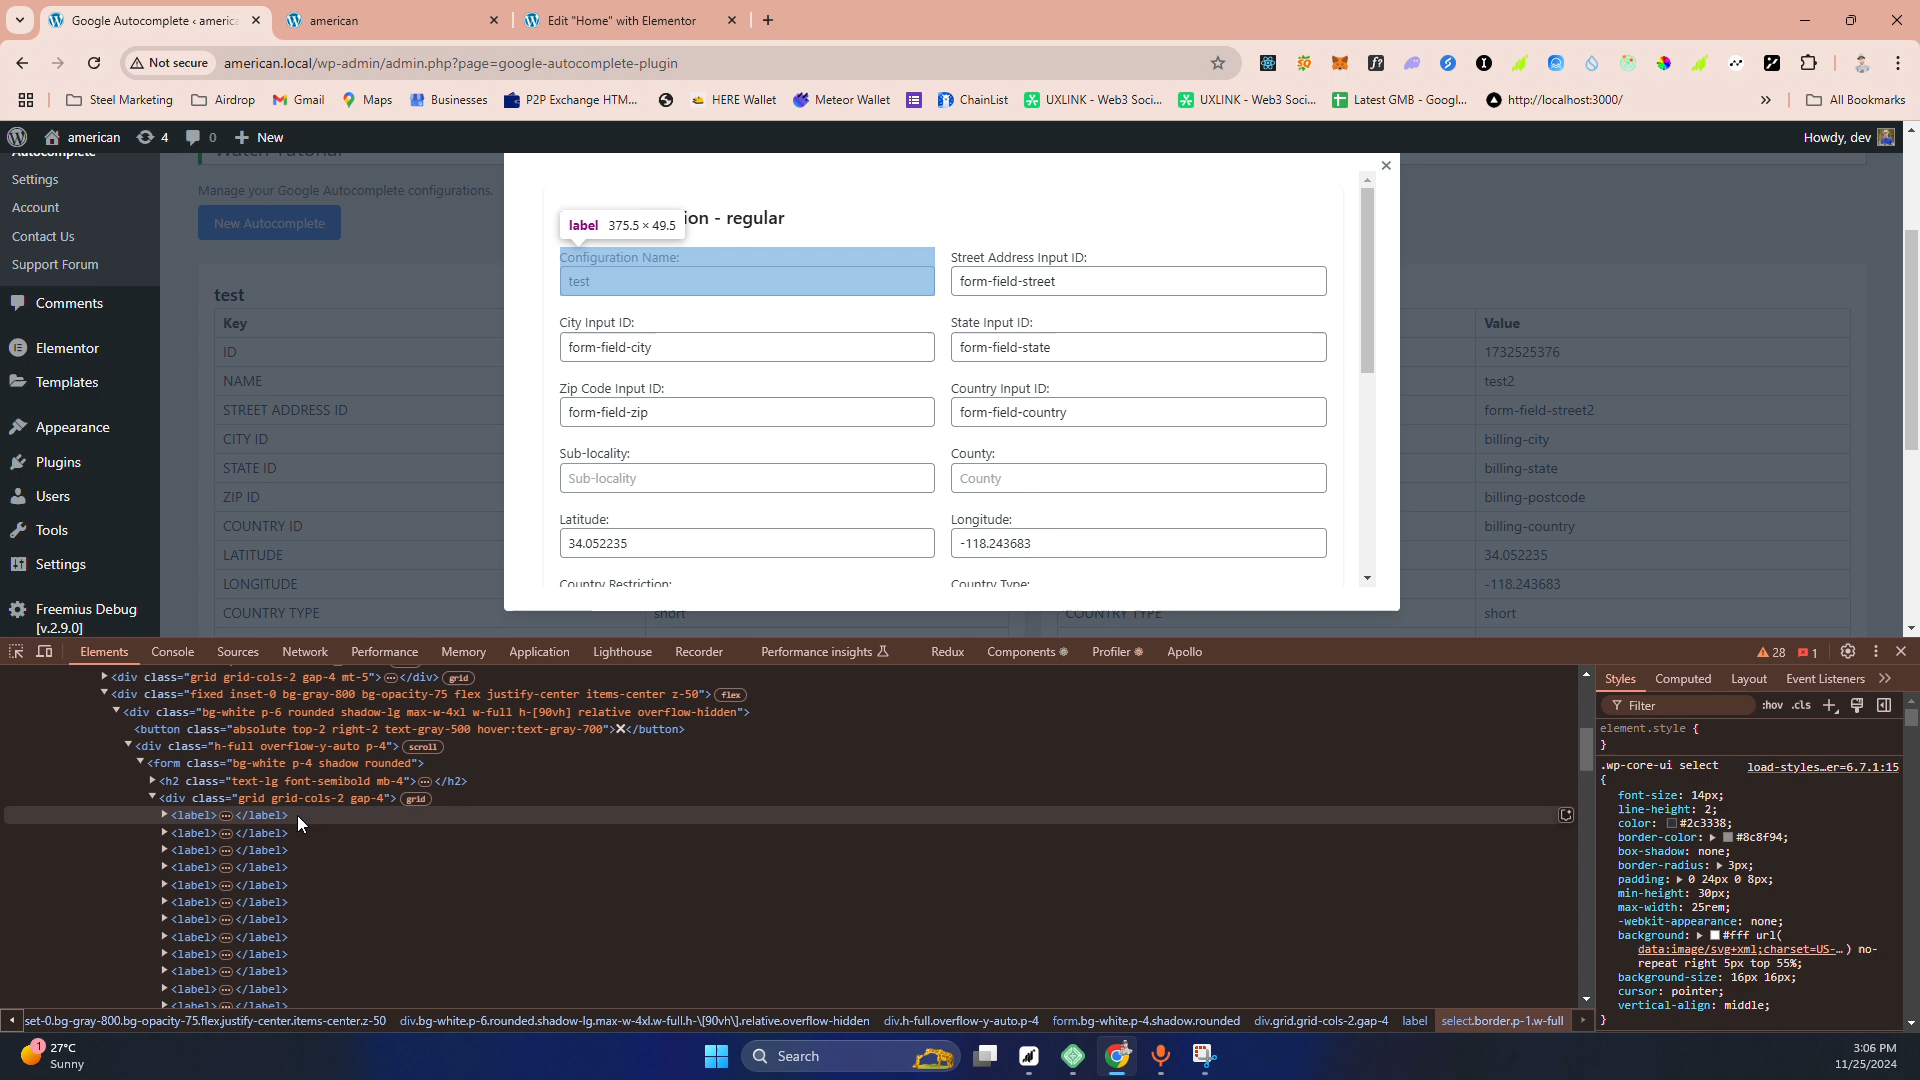 Google Autocomplete ‹ america
american
Edit "Home" with Elementor
Not secure
american.local/wp-admin/admin.php?page=google-autocomplete-plugin
Steel Marketing
Airdrop
Gmail
Maps
Businesses
P2P Exchange HTM...
HERE Wallet
Meteor Wallet
ChainList
UXLINK - Web3 Soci...
UXLINK - Web3 Soci...
Latest GMB - Googl...
http://localhost:3000/
All Bookmarks
american
4
0
New
Howdy, dev
Autocomplete
Settings
Account
Contact Us
Support Forum
Comments
Elementor
Templates
Appearance
Plugins
Users
Tools
Settings
Freemius Debug
[v.2.9.0]
Watch Tutorial
Manage your Google Autocomplete configurations.
New Autocomplete
test
Key
ID
NAME
STREET ADDRESS ID
CITY ID
STATE ID
ZIP ID
COUNTRY ID
LATITUDE
LONGITUDE
COUNTRY TYPE
short
ion - regular
label 375.5 × 49.5
Configuration Name:
test
Street Address Input ID:
form-field-street
City Input ID:
form-field-city
State Input ID:
form-field-state
Zip Code Input ID:
form-field-zip
Country Input ID:
form-field-country
Sub-locality:
Sub-locality
County:
County
Latitude:
34.052235
Longitude:
-118.243683
Country Restriction:
Country Type:
Value
1732525376
test2
form-field-street2
billing-city
billing-state
billing-postcode
billing-country
34.052235
-118.243683
COUNTRY TYPE
short
Elements
Console
Sources
Network
Performance
Memory
Application
Lighthouse
Recorder
Performance insights
Redux
Components
Profiler
Apollo
28
1
<div class="grid grid-cols-2 gap-4 mt-5">…</div> grid
<div class="fixed inset-0 bg-gray-800 bg-opacity-75 flex justify-center items-center z-50"> flex
<div class="bg-white p-6 rounded shadow-lg max-w-4xl w-full h-[90vh] relative overflow-hidden">
<button class="absolute top-2 right-2 text-gray-500 hover:text-gray-700">✕</button>
<div class="h-full overflow-y-auto p-4"> scroll
<form class="bg-white p-4 shadow rounded">
<h2 class="text-lg font-semibold mb-4">…</h2>
<div class="grid grid-cols-2 gap-4"> grid
<label>…</label>
<label>…</label>
<label>…</label>
<label>…</label>
<label>…</label>
<label>…</label>
<label>…</label>
<label>…</label>
<label>…</label>
<label>…</label>
<label>…</label>
<label>…</label>
set-0.bg-gray-800.bg-opacity-75.flex.justify-center.items-center.z-50
div.bg-white.p-6.rounded.shadow-lg.max-w-4xl.w-full.h-\[90vh\].relative.overflow-hidden
div.h-full.overflow-y-auto.p-4
form.bg-white.p-4.shadow.rounded
div.grid.grid-cols-2.gap-4
label
select.border.p-1.w-full
Styles
Computed
Layout
Event Listeners
Filter
:hov .cls
element.style {
}
.wp-core-ui select load-styles…er=6.7.1:15
{
font-size: 14px;
line-height: 2;
color: #2c3338;
border-color: #8c8f94;
box-shadow: none;
border-radius: 3px;
padding: 0 24px 0 8px;
min-height: 30px;
max-width: 25rem;
-webkit-appearance: none;
background: #fff url(
data:image/svg+xml;charset=US-…) no-
repeat right 5px top 55%;
background-size: 16px 16px;
cursor: pointer;
vertical-align: middle;
}
1
27°C
Sunny
Search
3:06 PM
11/25/2024